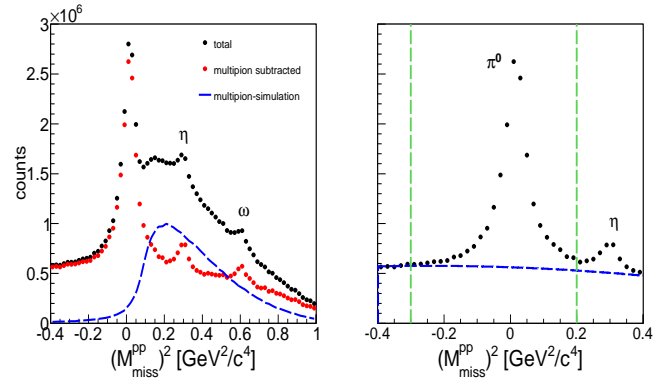 ×10⁶
3
2.5
2
1.5
1
0.5
0
counts
total
multipion subtracted
multipion-simulation
η
ω
−0.4 −0.2 0 0.2 0.4 0.6 0.8 1
(M^pp_miss)² [GeV²/c⁴]
π⁰
η
−0.4 −0.2 0 0.2 0.4
(M^pp_miss)² [GeV²/c⁴]